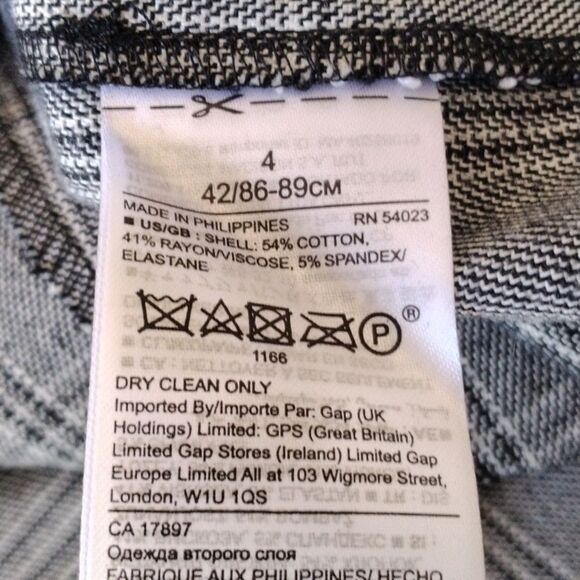 4
42/86-89CM
MADE IN PHILIPPINES RN 54023
■ US/GB : SHELL: 54% COTTON,
41% RAYON/VISCOSE, 5% SPANDEX/
ELASTANE
P ®
1166
DRY CLEAN ONLY
Imported By/Importe Par: Gap (UK
Holdings) Limited: GPS (Great Britain)
Limited Gap Stores (Ireland) Limited Gap
Europe Limited All at 103 Wigmore Street,
London, W1U 1QS
CA 17897
Одежда второго слоя
FABRIQUE AUX PHILIPPINES/ HECHO